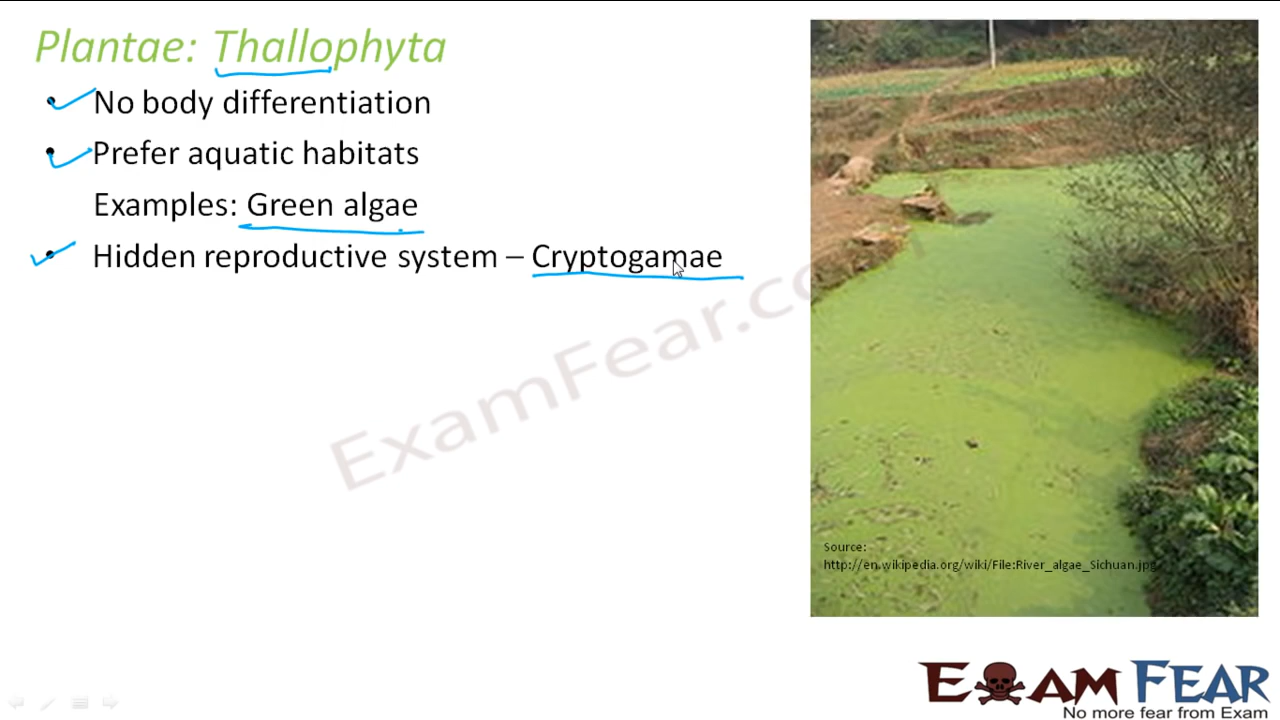 Plantae: Thallophyta
• No body differentiation
• Prefer aquatic habitats
Examples: Green algae
• Hidden reproductive system – Cryptogamae
ExamFear.co
Source:
http://en.wikipedia.org/wiki/File:River_algae_Sichuan.jpg
EXAM FEAR
No more fear from Exam